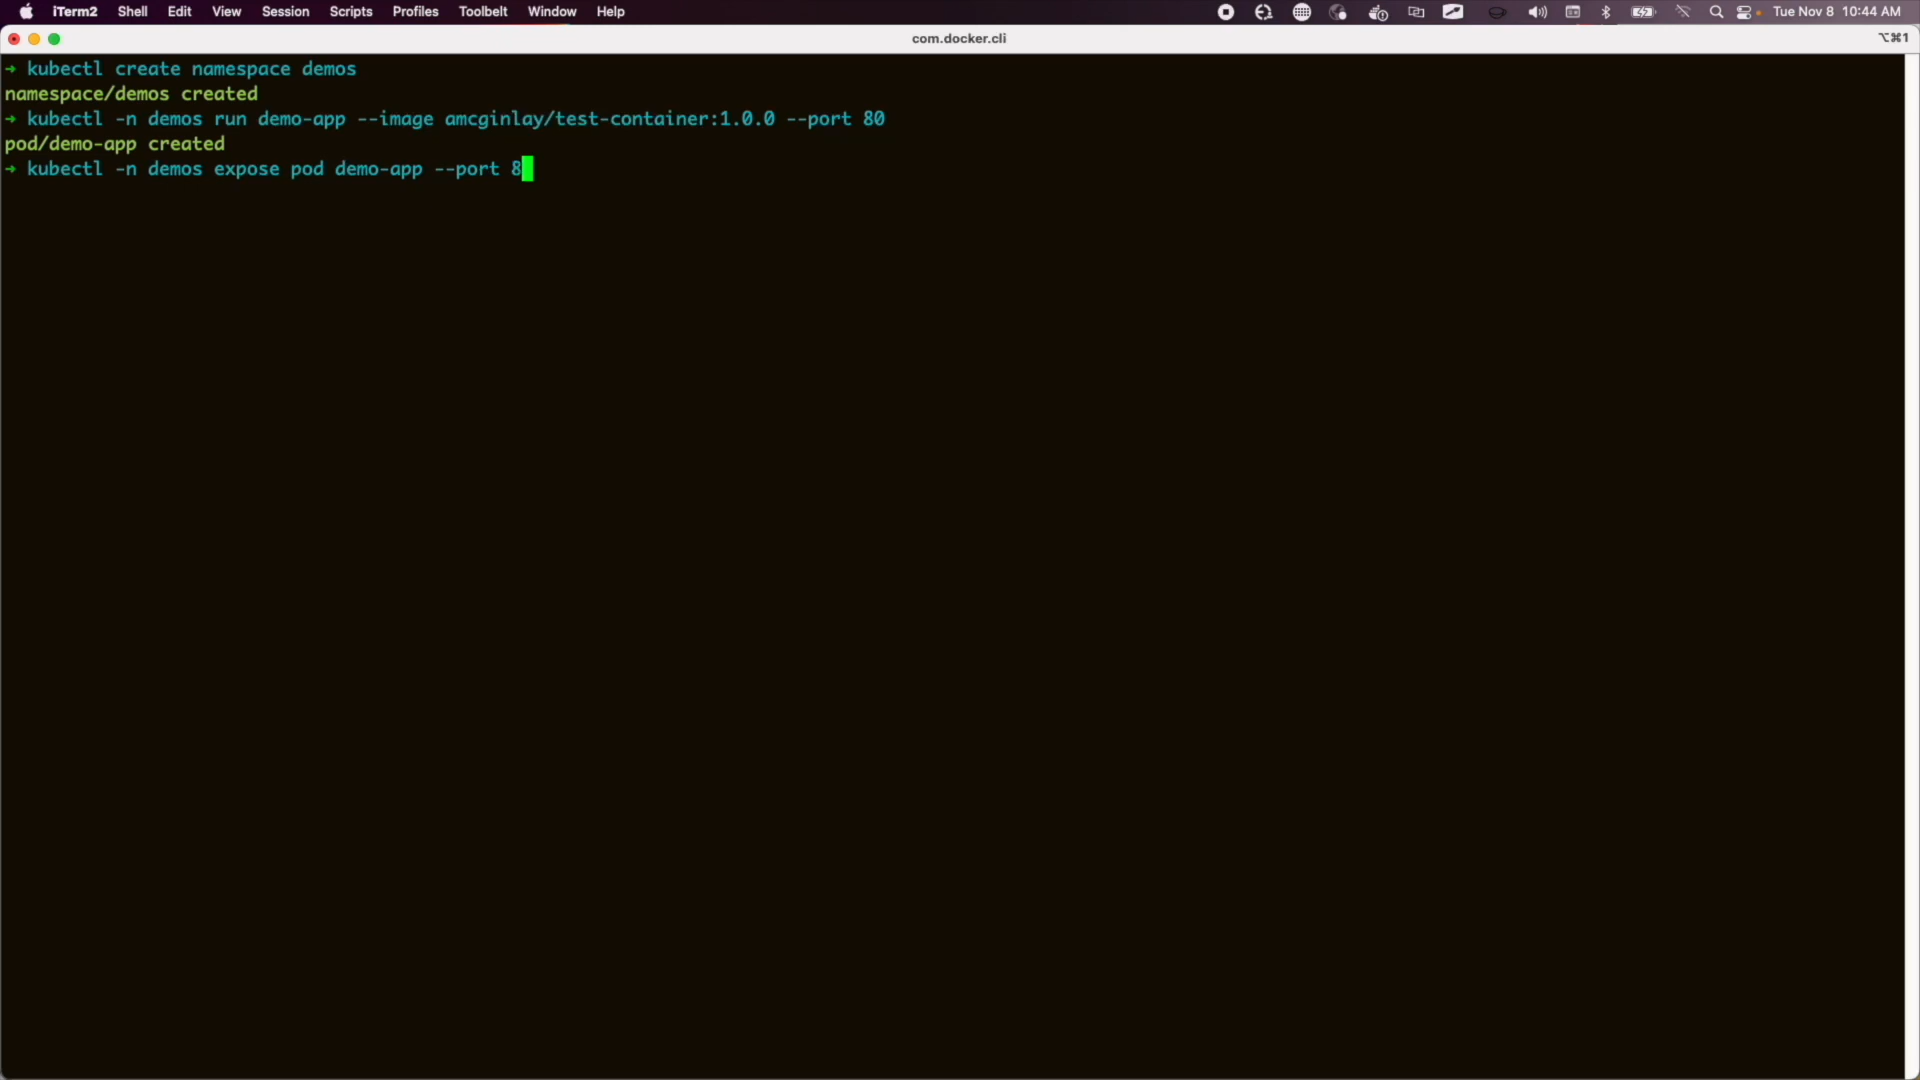 iTerm2 Shell Edit View Session Scripts Profiles Toolbelt Window Help Tue Nov 8 10:44 AM
com.docker.cli ⌥⌘1
➜ kubectl create namespace demos
namespace/demos created
➜ kubectl -n demos run demo-app --image amcginlay/test-container:1.0.0 --port 80
pod/demo-app created
➜ kubectl -n demos expose pod demo-app --port 8